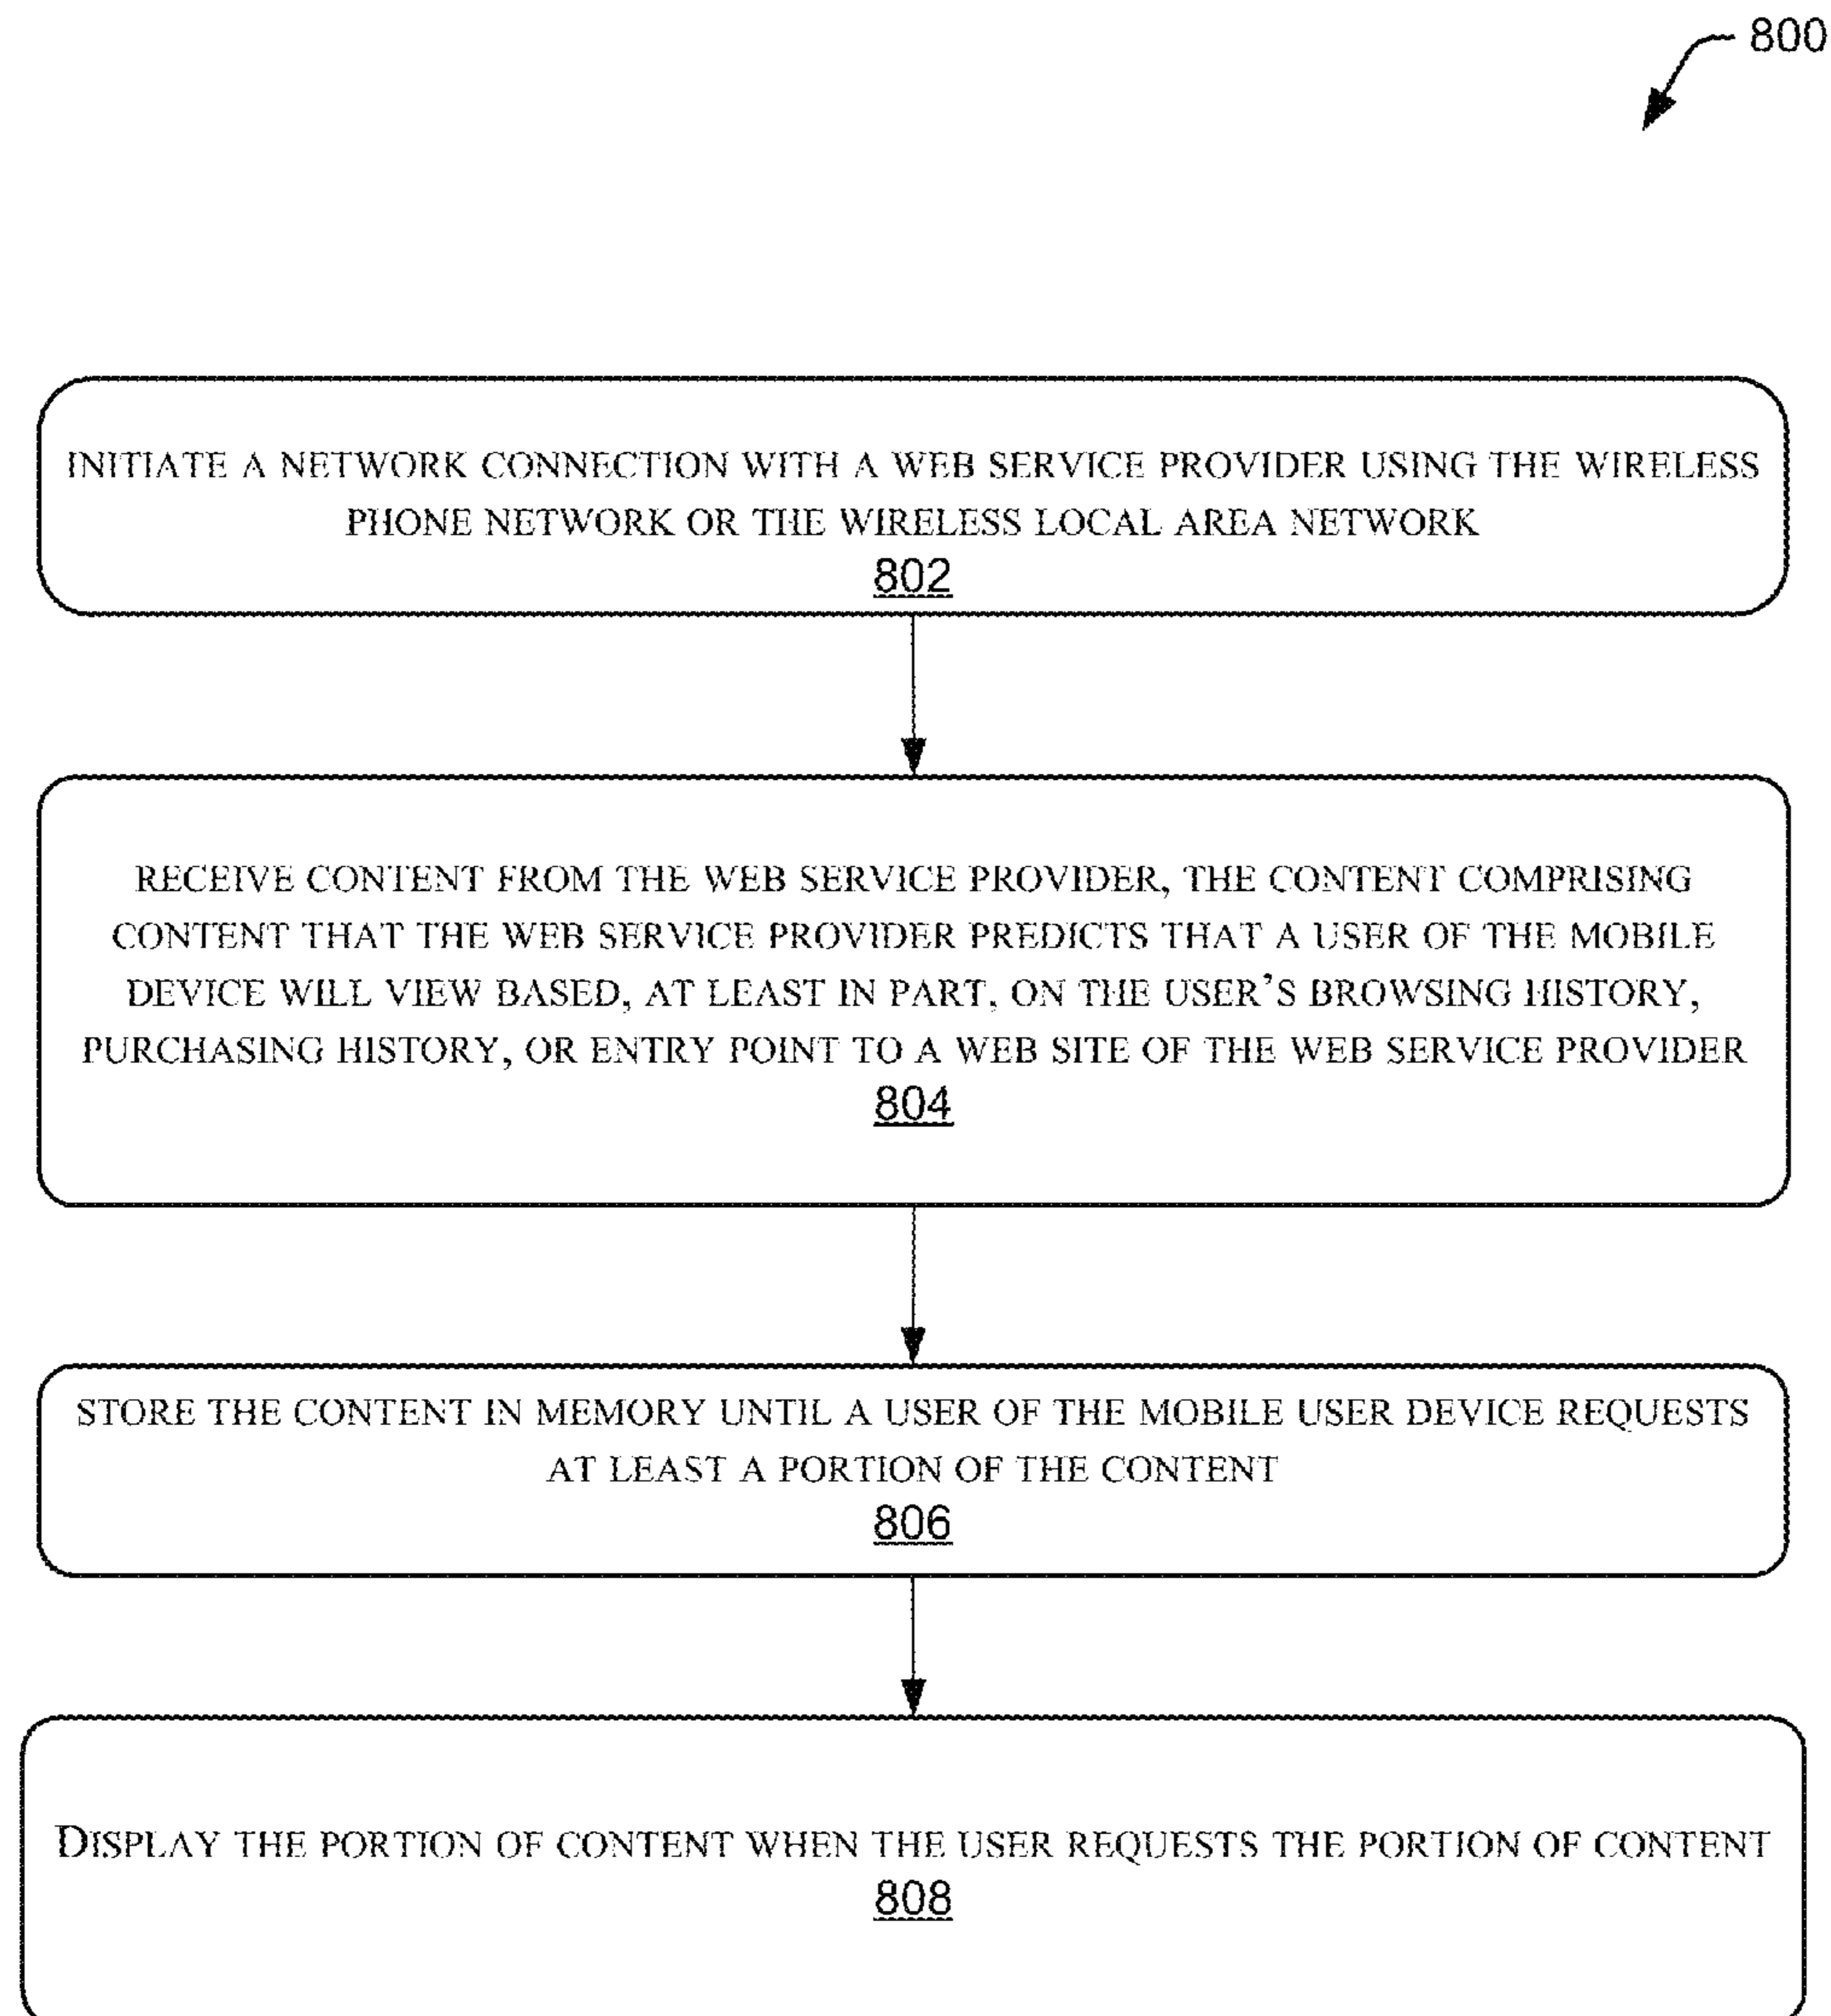 800
INITIATE A NETWORK CONNECTION WITH A WEB SERVICE PROVIDER USING THE WIRELESS
PHONE NETWORK OR THE WIRELESS LOCAL AREA NETWORK
802
RECEIVE CONTENT FROM THE WEB SERVICE PROVIDER, THE CONTENT COMPRISING
CONTENT THAT THE WEB SERVICE PROVIDER PREDICTS THAT A USER OF THE MOBILE
DEVICE WILL VIEW BASED, AT LEAST IN PART, ON THE USER'S BROWSING HISTORY,
PURCHASING HISTORY, OR ENTRY POINT TO A WEB SITE OF THE WEB SERVICE PROVIDER
804
STORE THE CONTENT IN MEMORY UNTIL A USER OF THE MOBILE USER DEVICE REQUESTS
AT LEAST A PORTION OF THE CONTENT
806
DISPLAY THE PORTION OF CONTENT WHEN THE USER REQUESTS THE PORTION OF CONTENT
808